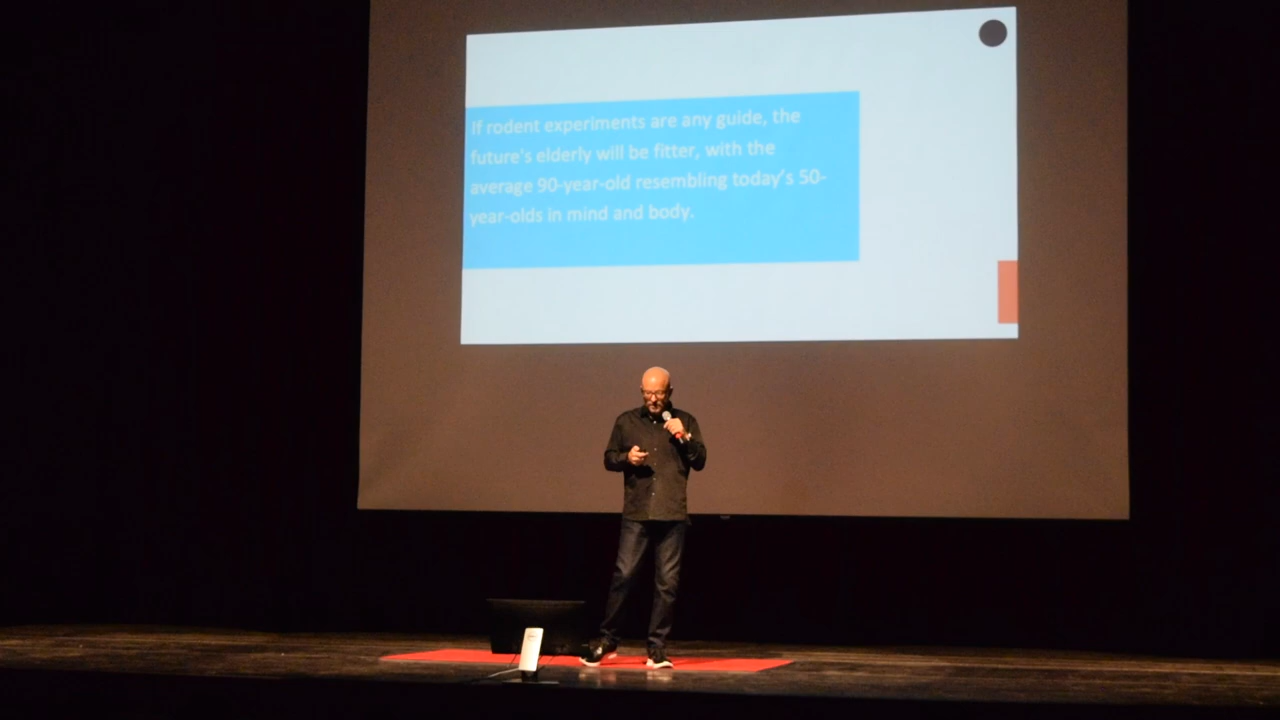 If rodent experiments are any guide, the
future's elderly will be fitter, with the
average 90-year-old resembling today's 50-
year-olds in mind and body.